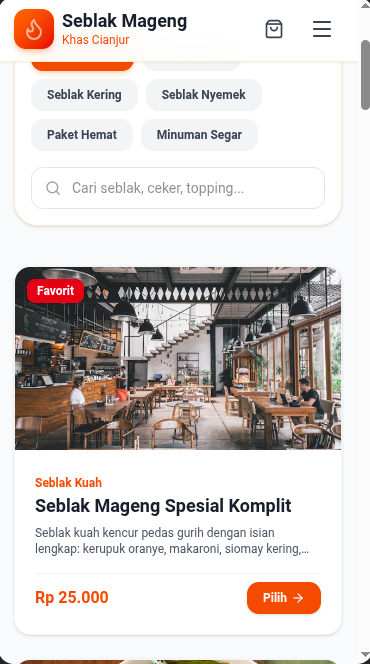 Seblak Mageng
Khas Cianjur
Seblak Kering
Seblak Nyemek
Paket Hemat
Minuman Segar
Cari seblak, ceker, topping...
Favorit
Seblak Kuah
Seblak Mageng Spesial Komplit
Seblak kuah kencur pedas gurih dengan isian
lengkap: kerupuk oranye, makaroni, siomay kering,...
Rp 25.000
Pilih →